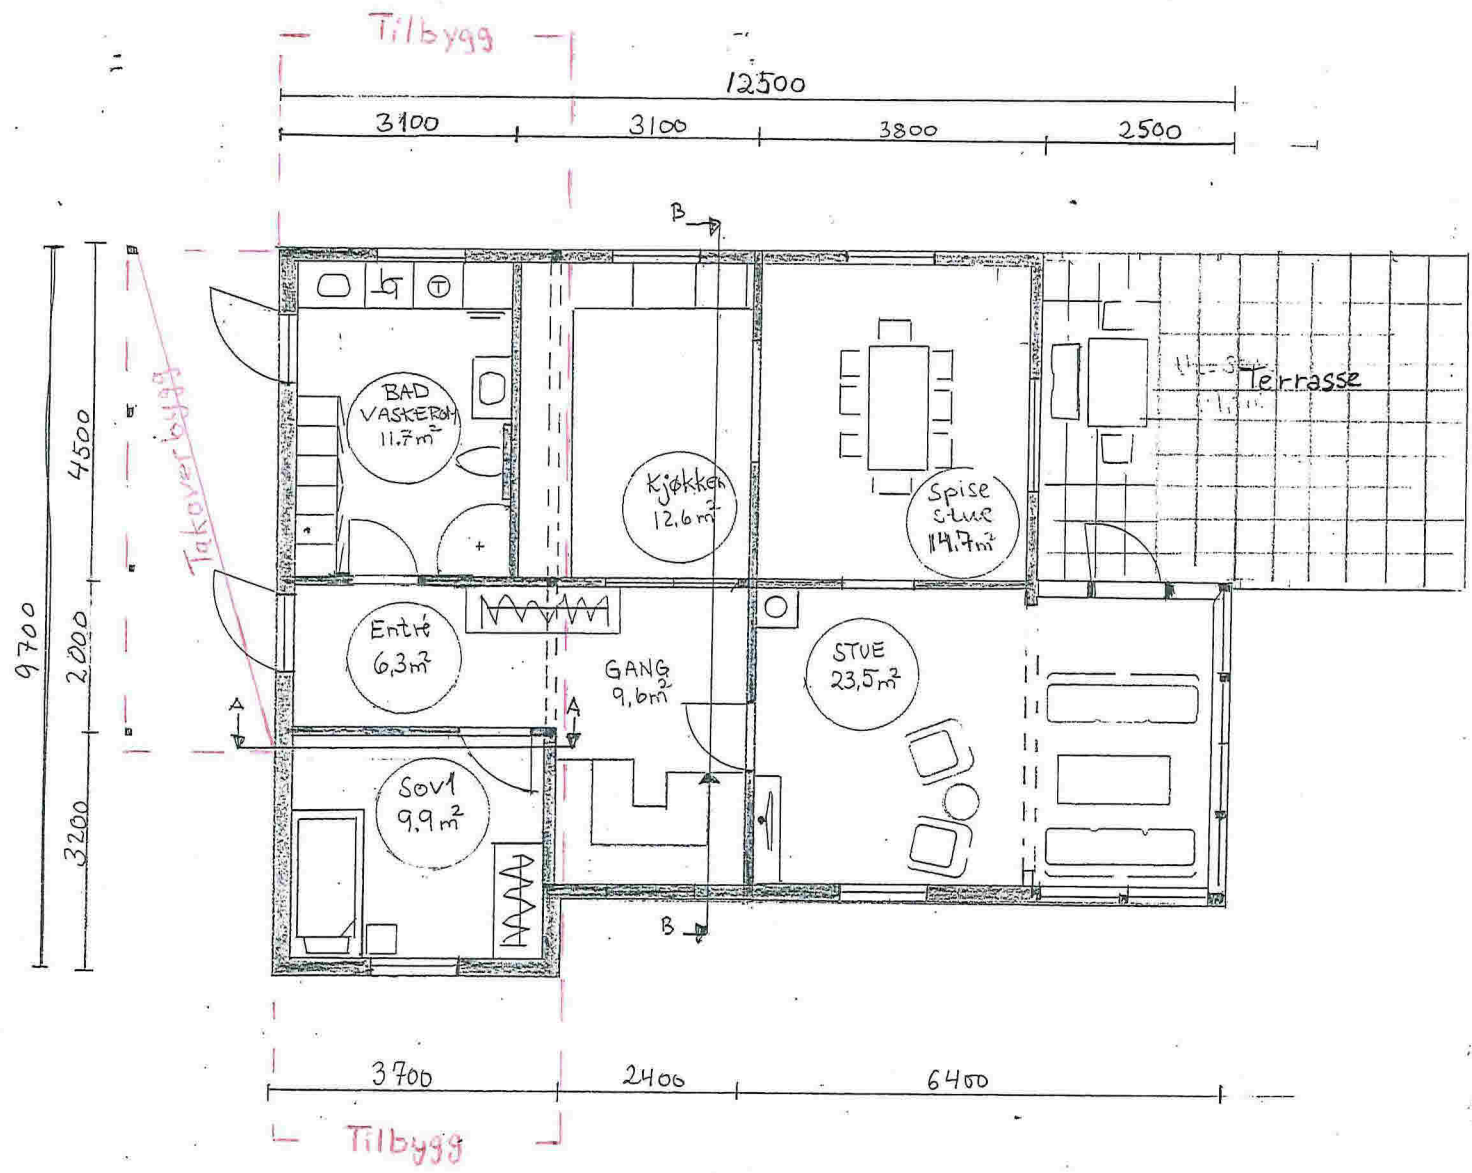 Tilbygg
12500
3100
3100
3800
2500
B
BAD
VASKEROM
11.7m²
T
Kjøkken
12,6m²
Spise
stue
14.7m²
Terrasse
Takoverbygg
4500
9700
2000
3200
Entré
6,3m²
GANG
9,6m²
STUE
23,5m²
A
A
Sov1
9.9m²
B
3700
2400
6400
Tilbygg